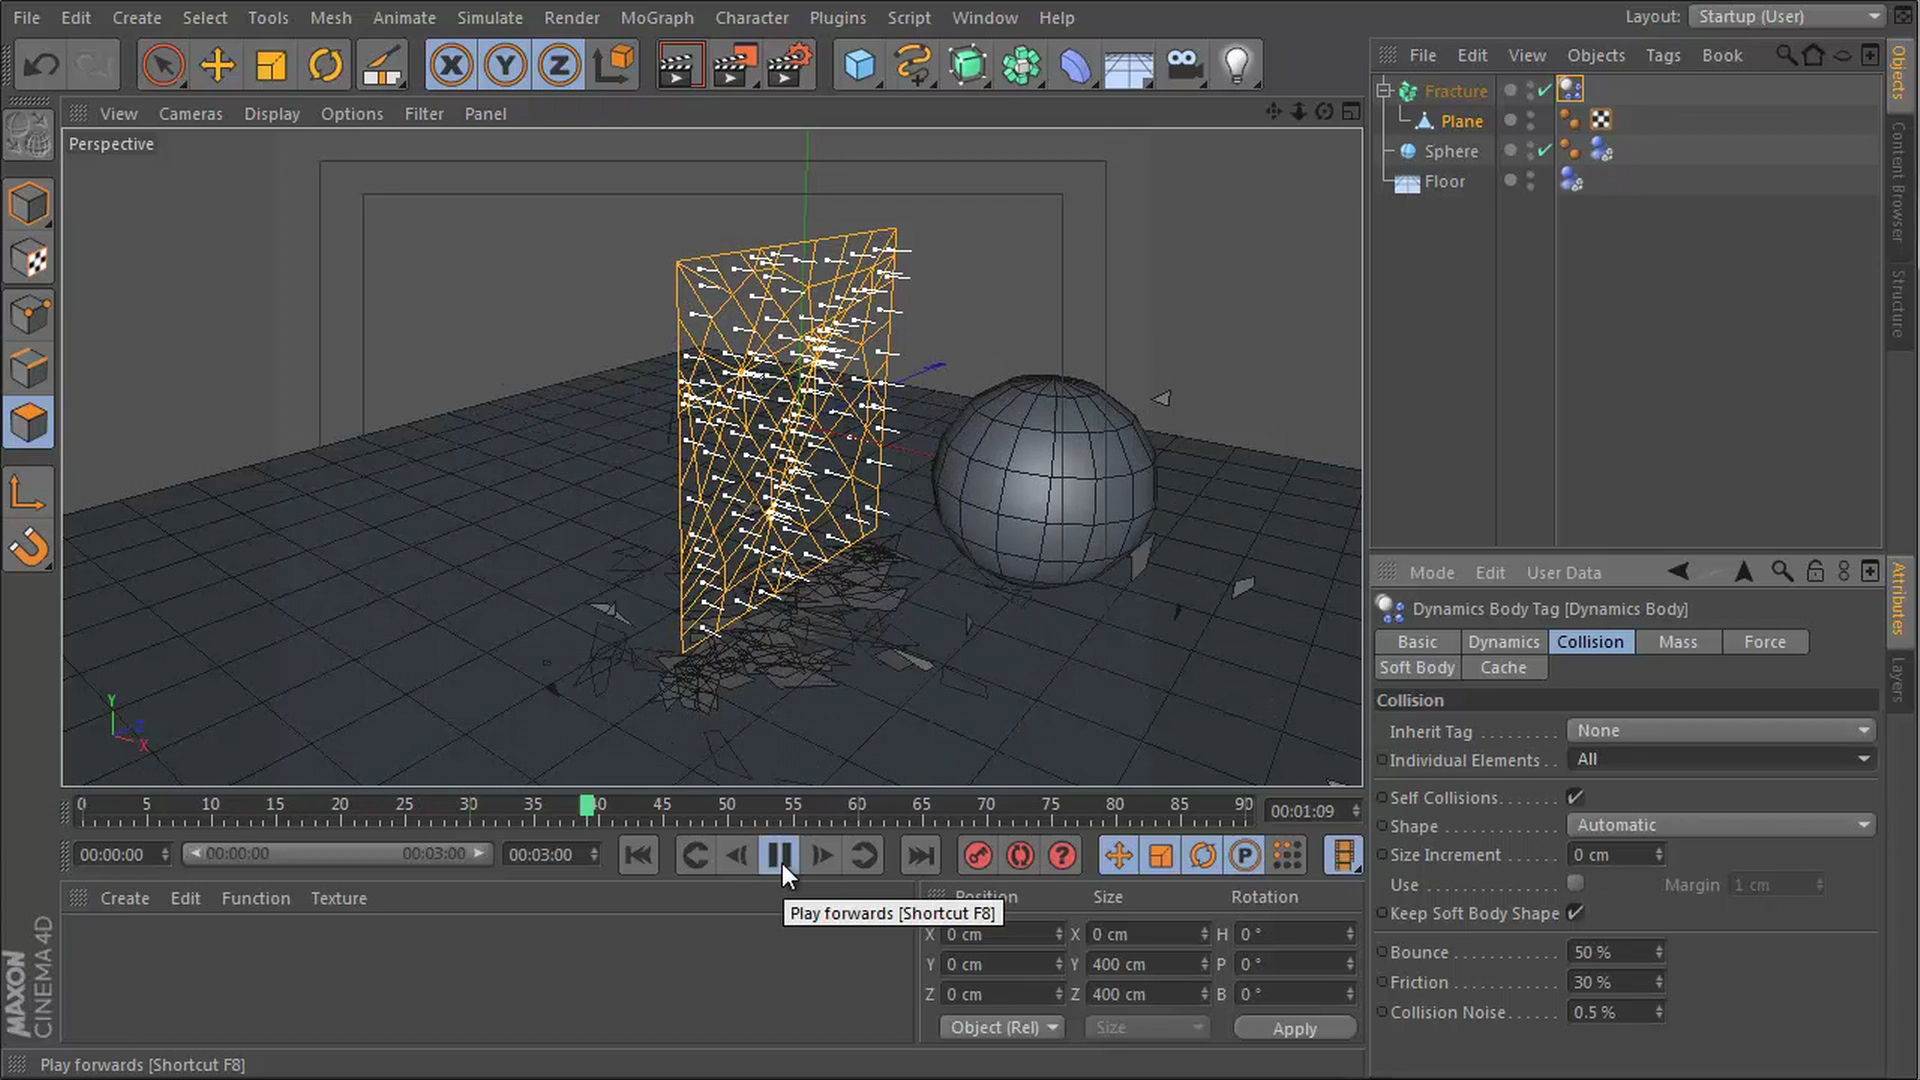 File Edit Create Select Tools Mesh Animate Simulate Render MoGraph Character Plugins Script Window Help
Layout: Startup (User)
X Y Z
File Edit View Objects Tags Book
Objects
Content Browser
Structure
Fracture
Plane
Sphere
Floor
View Cameras Display Options Filter Panel
Perspective
Y
Z
X
Mode Edit User Data
Attributes
Layers
Dynamics Body Tag [Dynamics Body]
Basic Dynamics Collision Mass Force
Soft Body Cache
Collision
Inherit Tag ......... None
Individual Elements .. All
Self Collisions.......
Shape ............. Automatic
Size Increment ..... 0 cm
Use .............. Margin 1 cm
Keep Soft Body Shape
Bounce ............ 50 %
Friction ............ 30 %
Collision Noise...... 0.5 %
0 5 10 15 20 25 30 35 40 45 50 55 60 65 70 75 80 85 90 00:01:09
00:00:00 00:00:00 00:03:00 00:03:00
P
Create Edit Function Texture
Position Size Rotation
Play forwards [Shortcut F8]
X 0 cm X 0 cm H 0 °
Y 0 cm Y 400 cm P 0 °
Z 0 cm Z 400 cm B 0 °
Object (Rel) Size Apply
MAXON
CINEMA 4D
Play forwards [Shortcut F8]